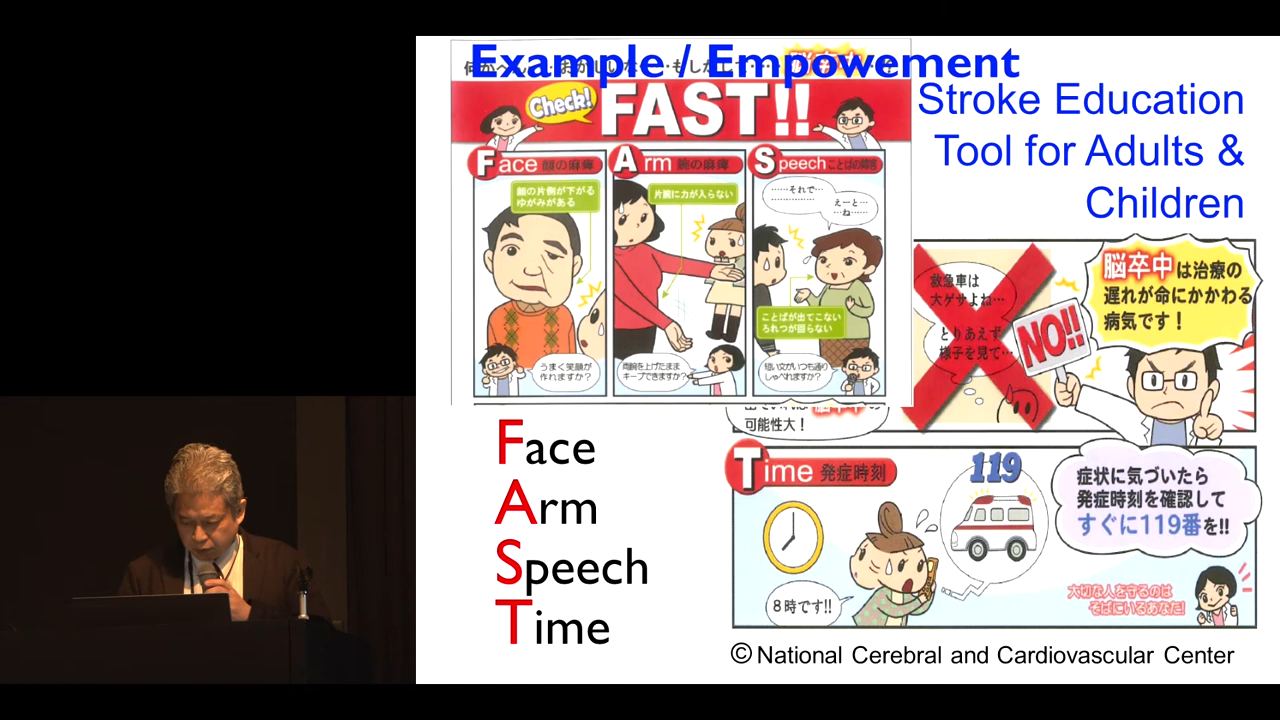 Example / Empowement
Stroke Education
Tool for Adults &
Children
Check!
FAST!!
Face 顔の麻痺
顔の片側が下がる
ゆがみがある
うまく笑顔が
作れますか?
Arm 腕の麻痺
片腕に力が入らない
両腕を上げたまま
キープできますか?
Speech ことばの障害
……それで…
…………
えーと…
…ね……
ことばが出てこない
ろれつが回らない
短い文がいつも通り
しゃべれますか?
救急車は
大ゲサよね…
とりあえず
様子を見て…
NO!!
脳卒中は治療の
遅れが命にかかわる
病気です!
可能性大!
Time 発症時刻
119
8時です!!
症状に気づいたら
発症時刻を確認して
すぐに119番を!!
大切な人を守るのは
そばにいるあなた!
Face
Arm
Speech
Time
© National Cerebral and Cardiovascular Center